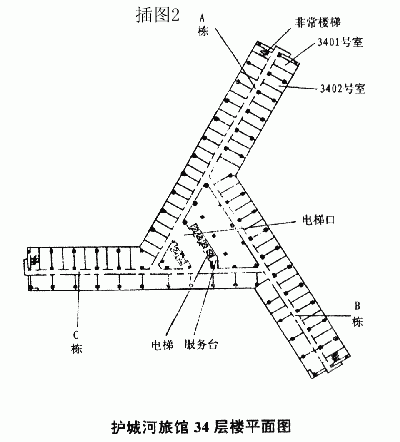 插图2
A
栋
非常楼梯
3401号室
3402号室
电梯口
B
栋
C
栋
电梯
服务台
护城河旅馆 34 层楼平面图